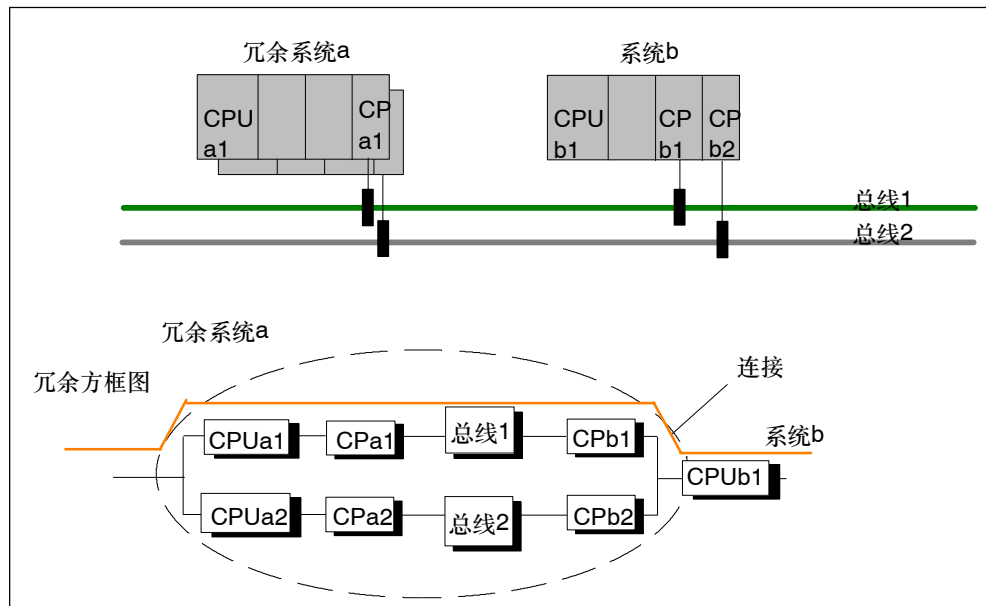 冗余系统a
系统b
CPU
a1
CP
a1
CPU
b1
CP
b1
CP
b2
总线1
总线2
冗余系统a
冗余方框图
连接
系统b
CPUa1
CPa1
总线1
CPb1
CPUb1
CPUa2
CPa2
总线2
CPb2